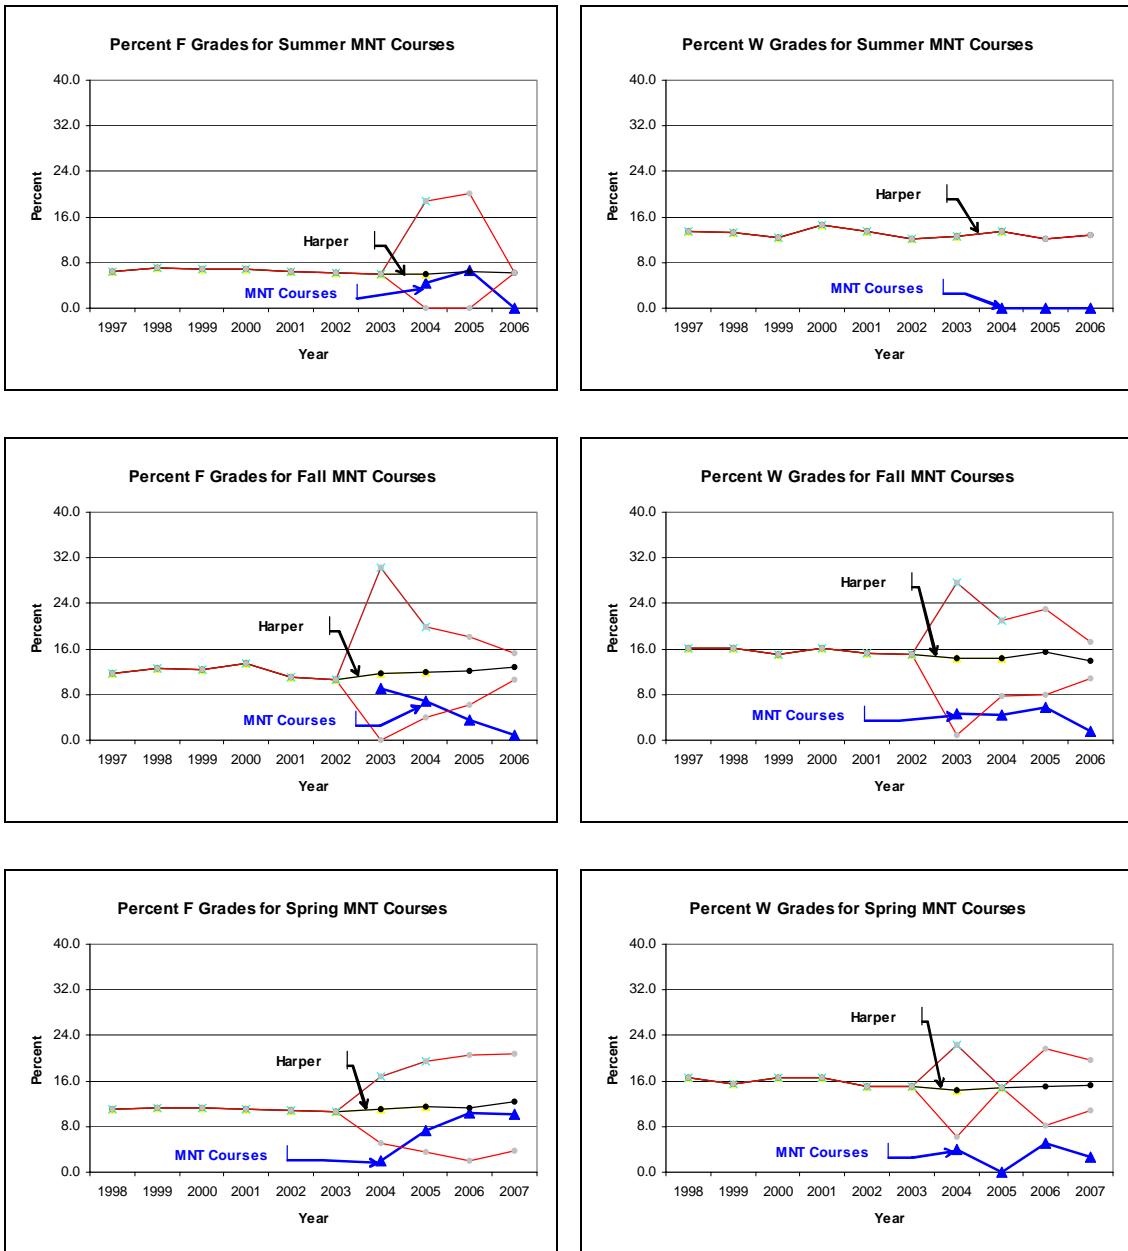 Percent F Grades for Summer MNT Courses
40.0
32.0
24.0
16.0
8.0
0.0
Percent
Harper
MNT Courses
1997 1998 1999 2000 2001 2002 2003 2004 2005 2006
Year
Percent W Grades for Summer MNT Courses
40.0
32.0
24.0
16.0
8.0
0.0
Percent
Harper
MNT Courses
1997 1998 1999 2000 2001 2002 2003 2004 2005 2006
Year
Percent F Grades for Fall MNT Courses
40.0
32.0
24.0
16.0
8.0
0.0
Percent
Harper
MNT Courses
1997 1998 1999 2000 2001 2002 2003 2004 2005 2006
Year
Percent W Grades for Fall MNT Courses
40.0
32.0
24.0
16.0
8.0
0.0
Percent
Harper
MNT Courses
1997 1998 1999 2000 2001 2002 2003 2004 2005 2006
Year
Percent F Grades for Spring MNT Courses
40.0
32.0
24.0
16.0
8.0
0.0
Percent
Harper
MNT Courses
1998 1999 2000 2001 2002 2003 2004 2005 2006 2007
Year
Percent W Grades for Spring MNT Courses
40.0
32.0
24.0
16.0
8.0
0.0
Percent
Harper
MNT Courses
1998 1999 2000 2001 2002 2003 2004 2005 2006 2007
Year